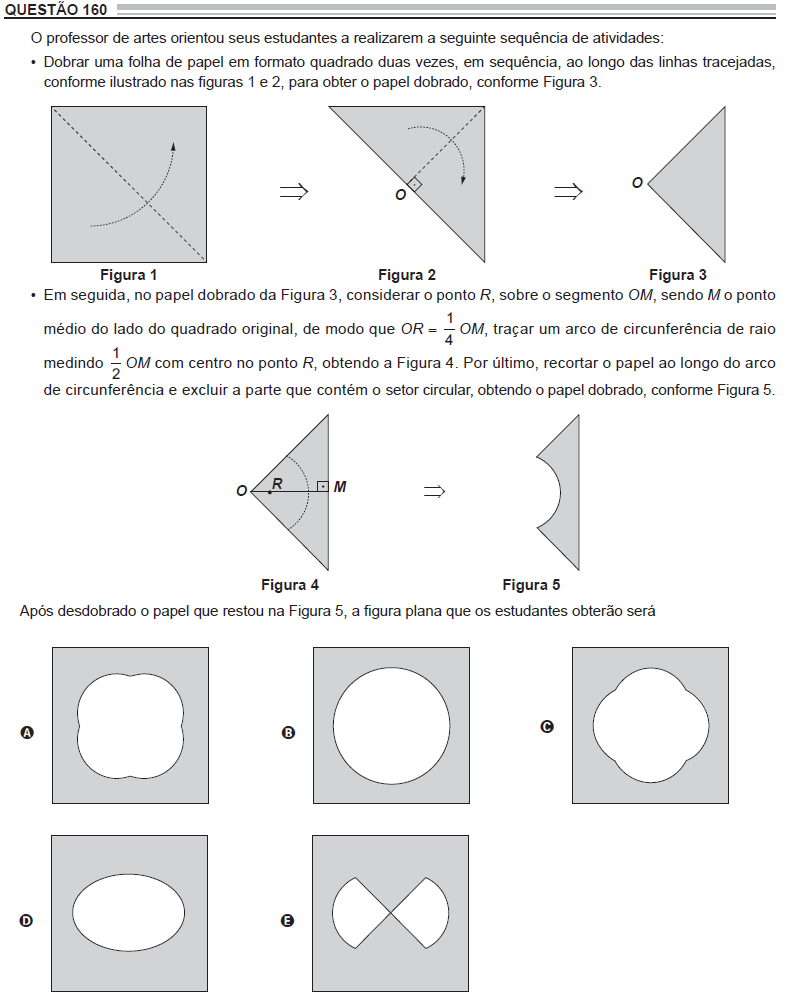 QUESTÃO 160
O professor de artes orientou seus estudantes a realizarem a seguinte sequência de atividades:
• Dobrar uma folha de papel em formato quadrado duas vezes, em sequência, ao longo das linhas tracejadas,
conforme ilustrado nas figuras 1 e 2, para obter o papel dobrado, conforme Figura 3.
⇒ O ⇒ O
Figura 1 Figura 2 Figura 3
• Em seguida, no papel dobrado da Figura 3, considerar o ponto R, sobre o segmento OM, sendo M o ponto
médio do lado do quadrado original, de modo que OR = 1/4 OM, traçar um arco de circunferência de raio
medindo 1/2 OM com centro no ponto R, obtendo a Figura 4. Por último, recortar o papel ao longo do arco
de circunferência e excluir a parte que contém o setor circular, obtendo o papel dobrado, conforme Figura 5.
O R M ⇒
Figura 4 Figura 5
Após desdobrado o papel que restou na Figura 5, a figura plana que os estudantes obterão será
A B C
D E